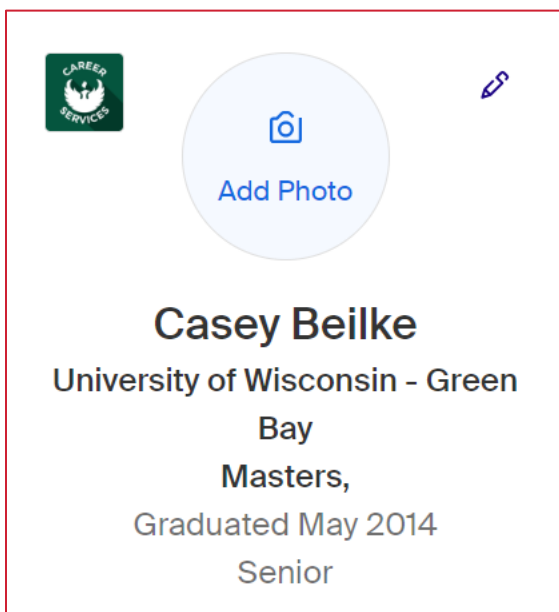 CAREER
SERVICES
Add Photo
Casey Beilke
University of Wisconsin - Green
Bay
Masters,
Graduated May 2014
Senior